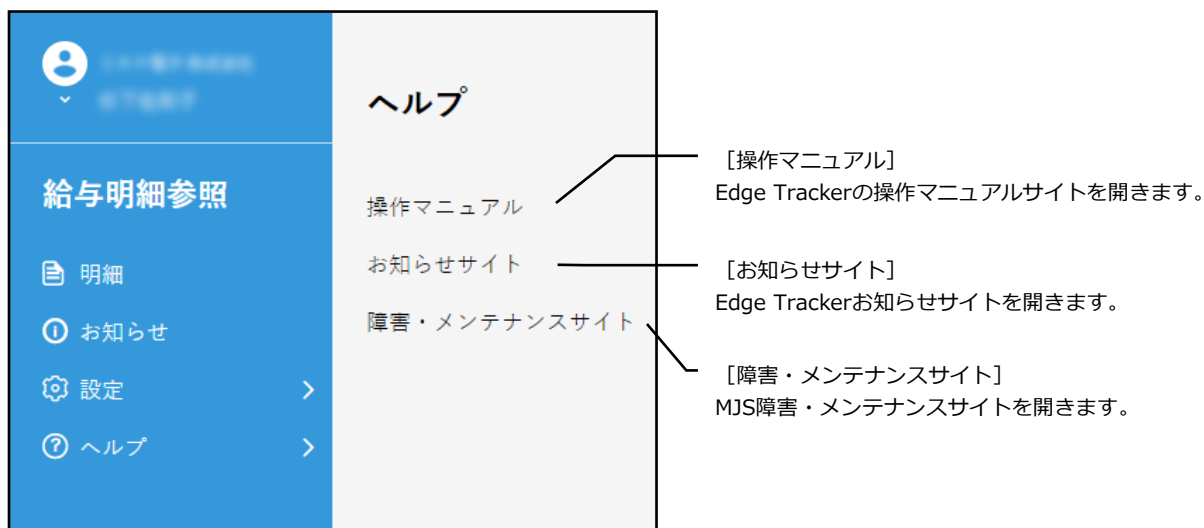 給与明細参照
明細
お知らせ
設定
ヘルプ
ヘルプ
操作マニュアル
お知らせサイト
障害・メンテナンスサイト
［操作マニュアル］
Edge Trackerの操作マニュアルサイトを開きます。
［お知らせサイト］
Edge Trackerお知らせサイトを開きます。
［障害・メンテナンスサイト］
MJS障害・メンテナンスサイトを開きます。